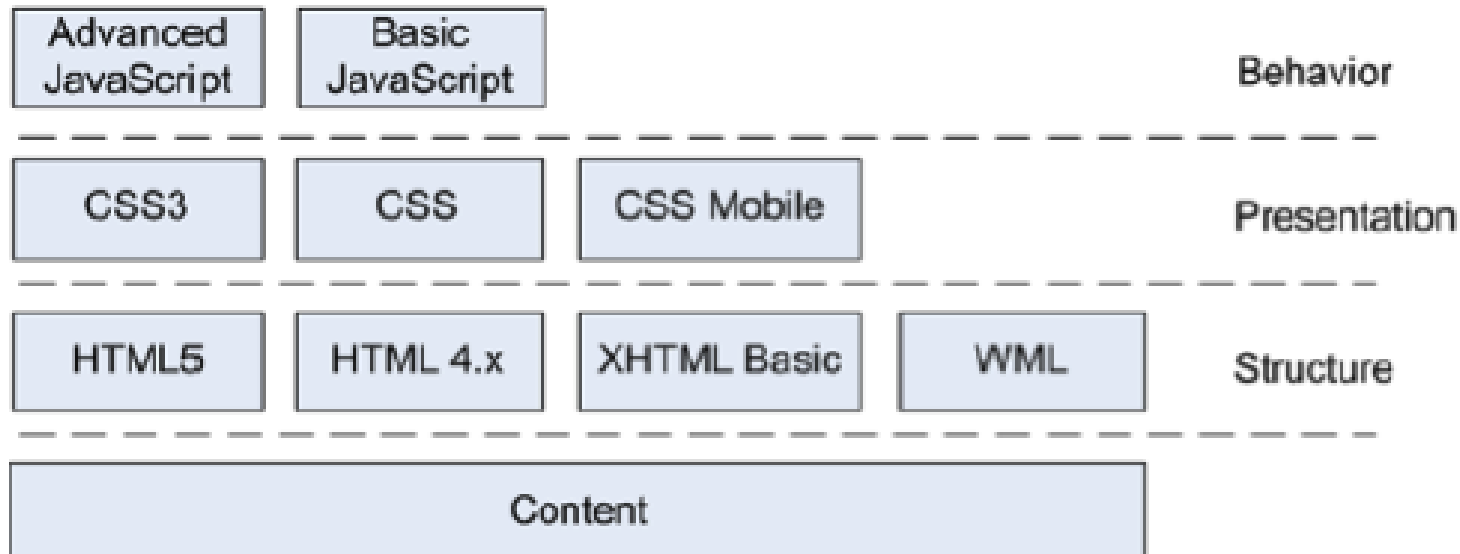 Advanced
JavaScript
Basic
JavaScript
Behavior
CSS3
CSS
CSS Mobile
Presentation
HTML5
HTML 4.x
XHTML Basic
WML
Structure
Content